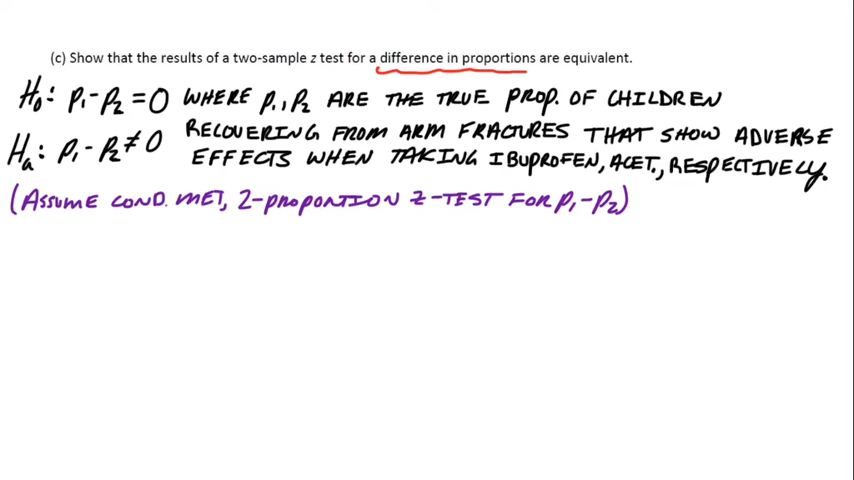 (c) Show that the results of a two-sample z test for a difference in proportions are equivalent.
H₀: p₁-p₂=0 WHERE p₁, p₂ ARE THE TRUE PROP. OF CHILDREN
RECOVERING FROM ARM FRACTURES THAT SHOW ADVERSE
Hₐ: p₁-p₂≠0 EFFECTS WHEN TAKING IBUPROFEN, ACET., RESPECTIVELY.
(ASSUME COND. MET, 2-PROPORTION Z-TEST FOR p₁-p₂)